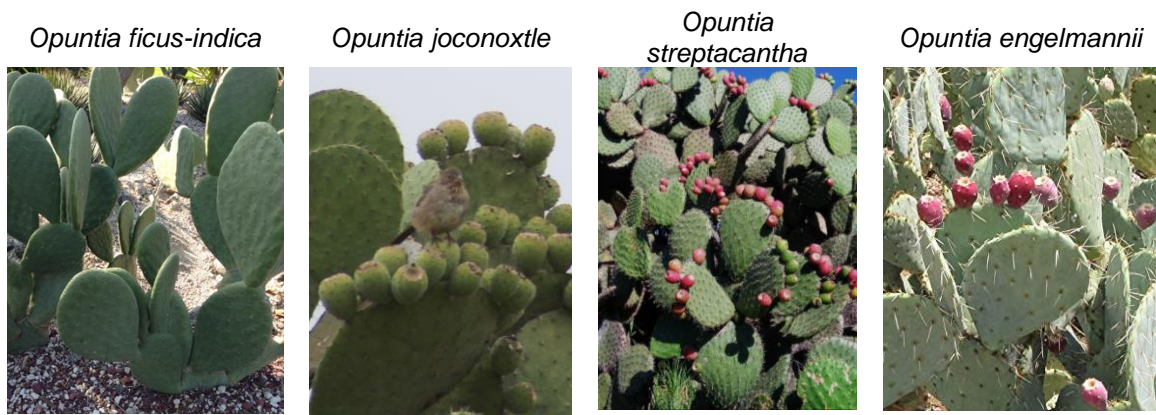 Opuntia ficus-indica
Opuntia joconoxtle
Opuntia
streptacantha
Opuntia engelmannii